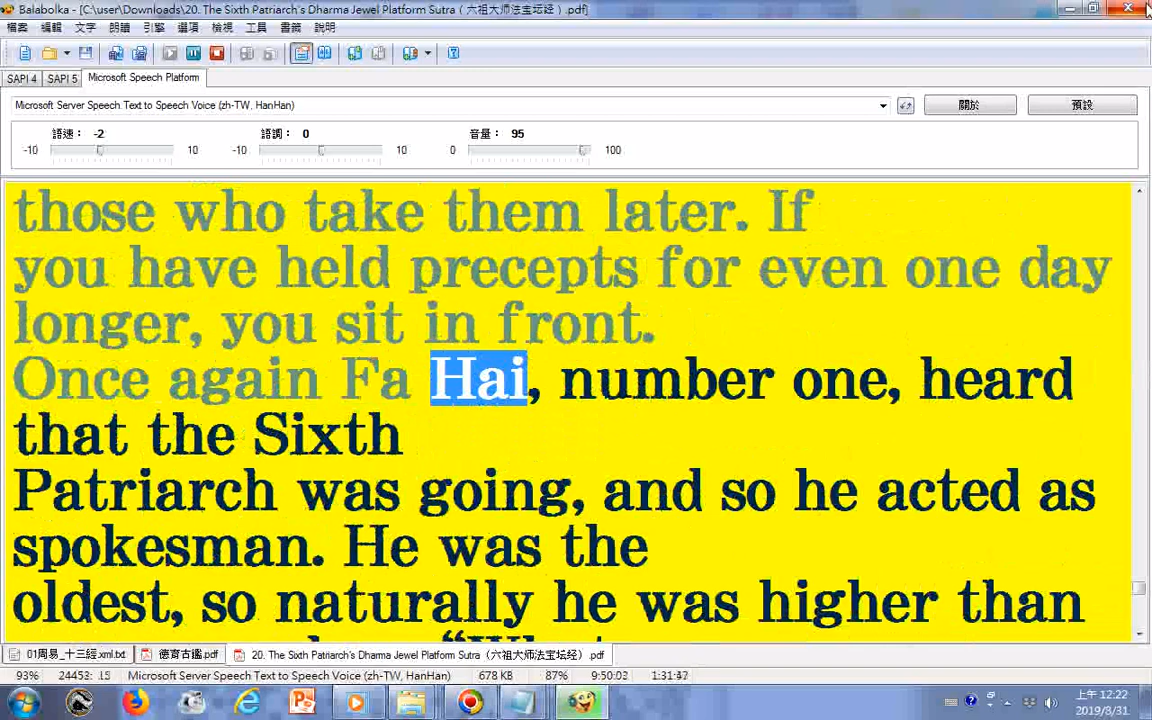 Balabolka - [C:\user\Downloads\20. The Sixth Patriarch's Dharma Jewel Platform Sutra（六祖大师法宝坛经）.pdf]
檔案 編輯 文字 朗讀 引擎 選項 檢視 工具 書籤 說明
SAPI 4 SAPI 5 Microsoft Speech Platform
Microsoft Server Speech Text to Speech Voice (zh-TW, HanHan) 關於 預設
語速： -2 語調： 0 音量： 95
-10 10 -10 10 0 100
those who take them later. If
you have held precepts for even one day
longer, you sit in front.
Once again Fa Hai, number one, heard
that the Sixth
Patriarch was going, and so he acted as
spokesman. He was the
oldest, so naturally he was higher than
01周易_十三經.xml.txt 德育古鑑.pdf 20. The Sixth Patriarch's Dharma Jewel Platform Sutra（六祖大师法宝坛经）.pdf
93% 24453: 15 Microsoft Server Speech Text to Speech Voice (zh-TW, HanHan) 678 KB 87%
上午 12:22
2019/8/31